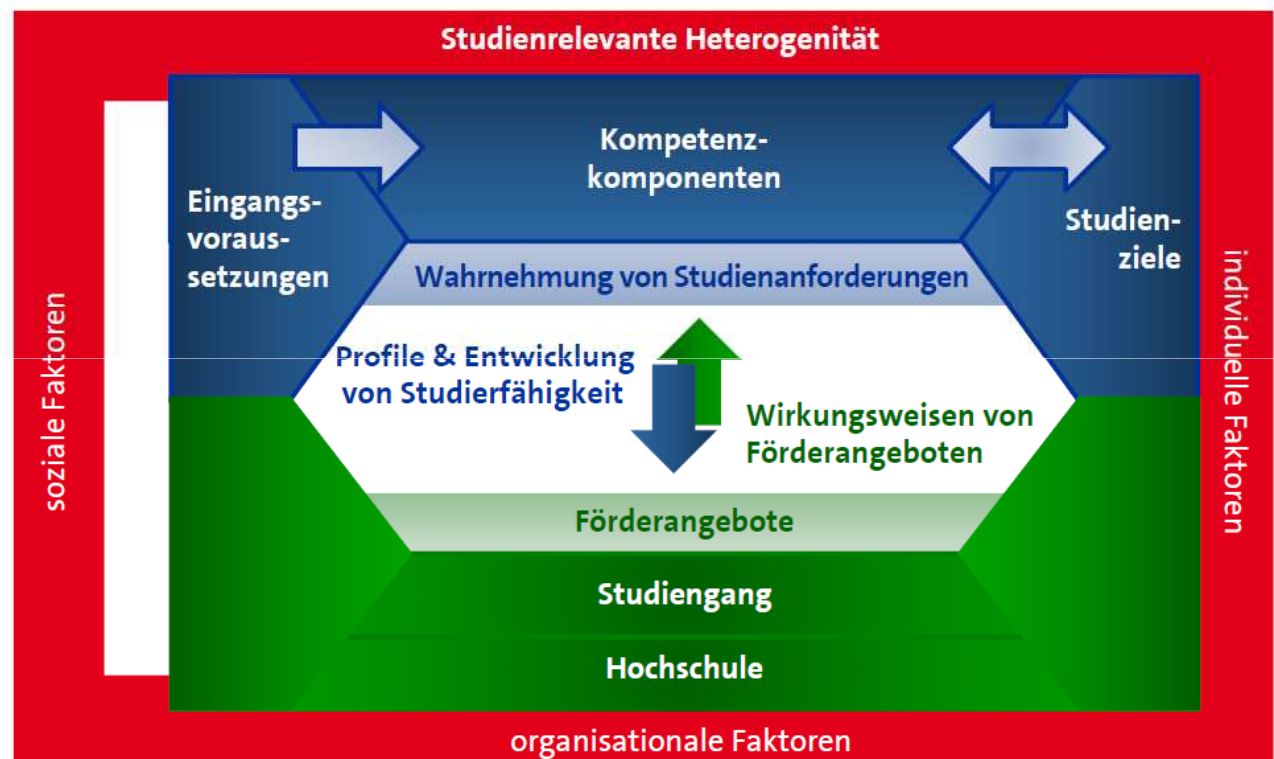 Studienrelevante Heterogenität
Kompetenz-
komponenten
Eingangs-
voraus-
setzungen
Studien-
ziele
Wahrnehmung von Studienanforderungen
soziale Faktoren
individuelle Faktoren
Profile & Entwicklung
von Studierfähigkeit
Wirkungsweisen von
Förderangeboten
Förderangebote
Studiengang
Hochschule
organisationale Faktoren